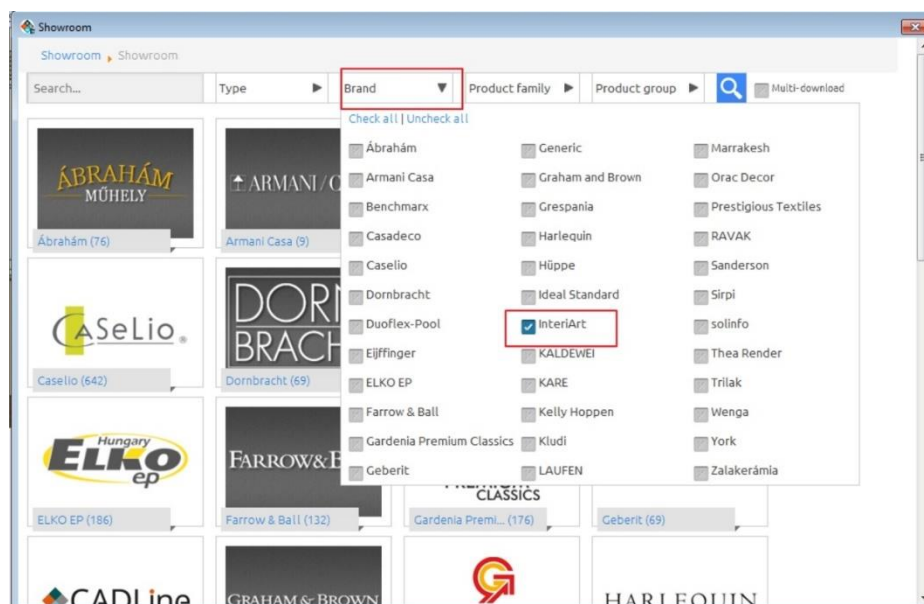 Showroom
Showroom , Showroom
Search...
Type
Brand
Product family
Product group
Multi-download
Check all | Uncheck all
Ábrahám
Generic
Marrakesh
Armani Casa
Graham and Brown
Orac Decor
Benchmarx
Grespania
Prestigious Textiles
Casadeco
Harlequin
RAVAK
Caselio
Hüppe
Sanderson
Dornbracht
Ideal Standard
Sirpi
Duoflex-Pool
InteriArt
solinfo
Eijffinger
KALDEWEI
Thea Render
ELKO EP
KARE
Trilak
Farrow & Ball
Kelly Hoppen
Wenga
Gardenia Premium Classics
Kludi
York
Geberit
LAUFEN
Zalakerámia
ÁBRAHÁM
MŰHELY
ARMANI/C
Ábrahám (76)
Armani Casa (9)
CASeLio
DOR
BRACH
Caselio (642)
Dornbracht (69)
Hungary
ELKO
ep
FARROW&B
CLASSICS
ELKO EP (186)
Farrow & Ball (132)
Gardenia Premi... (176)
Geberit (69)
CADLine
GRAHAM & BROWN
HARLEQUIN